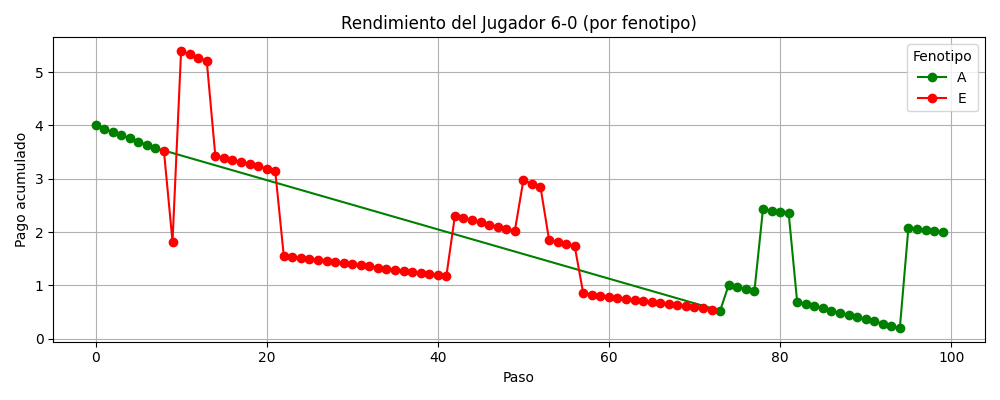 Rendimiento del Jugador 6-0 (por fenotipo)
Pago acumulado
5
4
3
2
1
0
Fenotipo
A
E
0 20 40 60 80 100
Paso